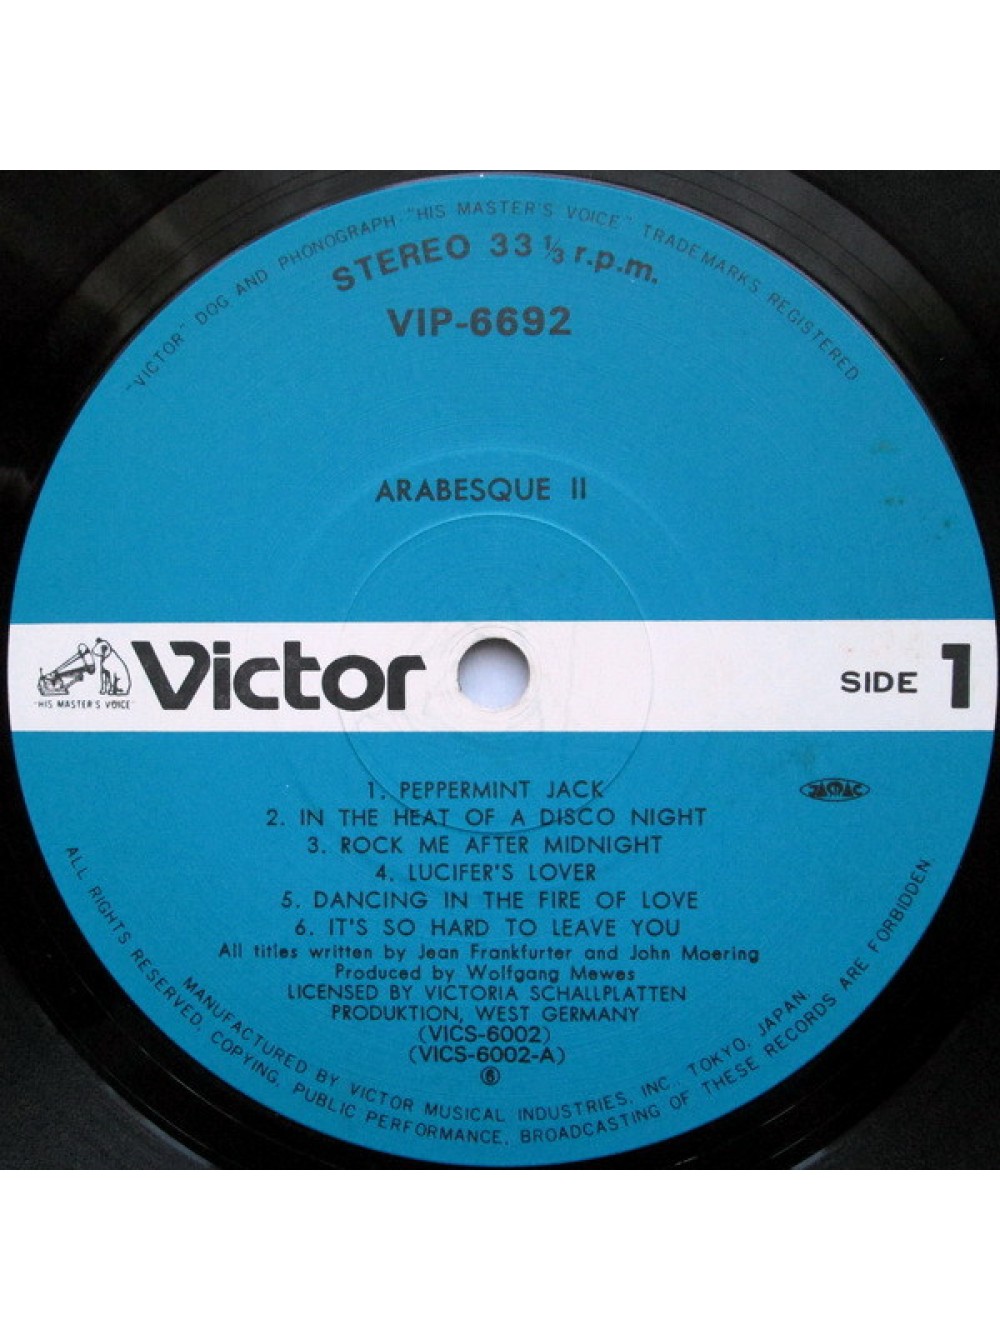 "VICTOR" DOG AND PHONOGRAPH-"HIS MASTER'S VOICE" TRADEMARKS REGISTERED
STEREO 33 ⅓ r.p.m.
VIP-6692
ARABESQUE II
"HIS MASTER'S VOICE"
Victor
SIDE 1
1. PEPPERMINT JACK
2. IN THE HEAT OF A DISCO NIGHT
3. ROCK ME AFTER MIDNIGHT
4. LUCIFER'S LOVER
5. DANCING IN THE FIRE OF LOVE
6. IT'S SO HARD TO LEAVE YOU
JASRAC
All titles written by Jean Frankfurter and John Moering
Produced by Wolfgang Mewes
LICENSED BY VICTORIA SCHALLPLATTEN
PRODUKTION, WEST GERMANY
(VICS-6002)
(VICS-6002-A)
⑥
MANUFACTURED BY VICTOR MUSICAL INDUSTRIES, INC., TOKYO, JAPAN.
ALL RIGHTS RESERVED, COPYING, PUBLIC PERFORMANCE, BROADCASTING OF THESE RECORDS ARE FORBIDDEN.